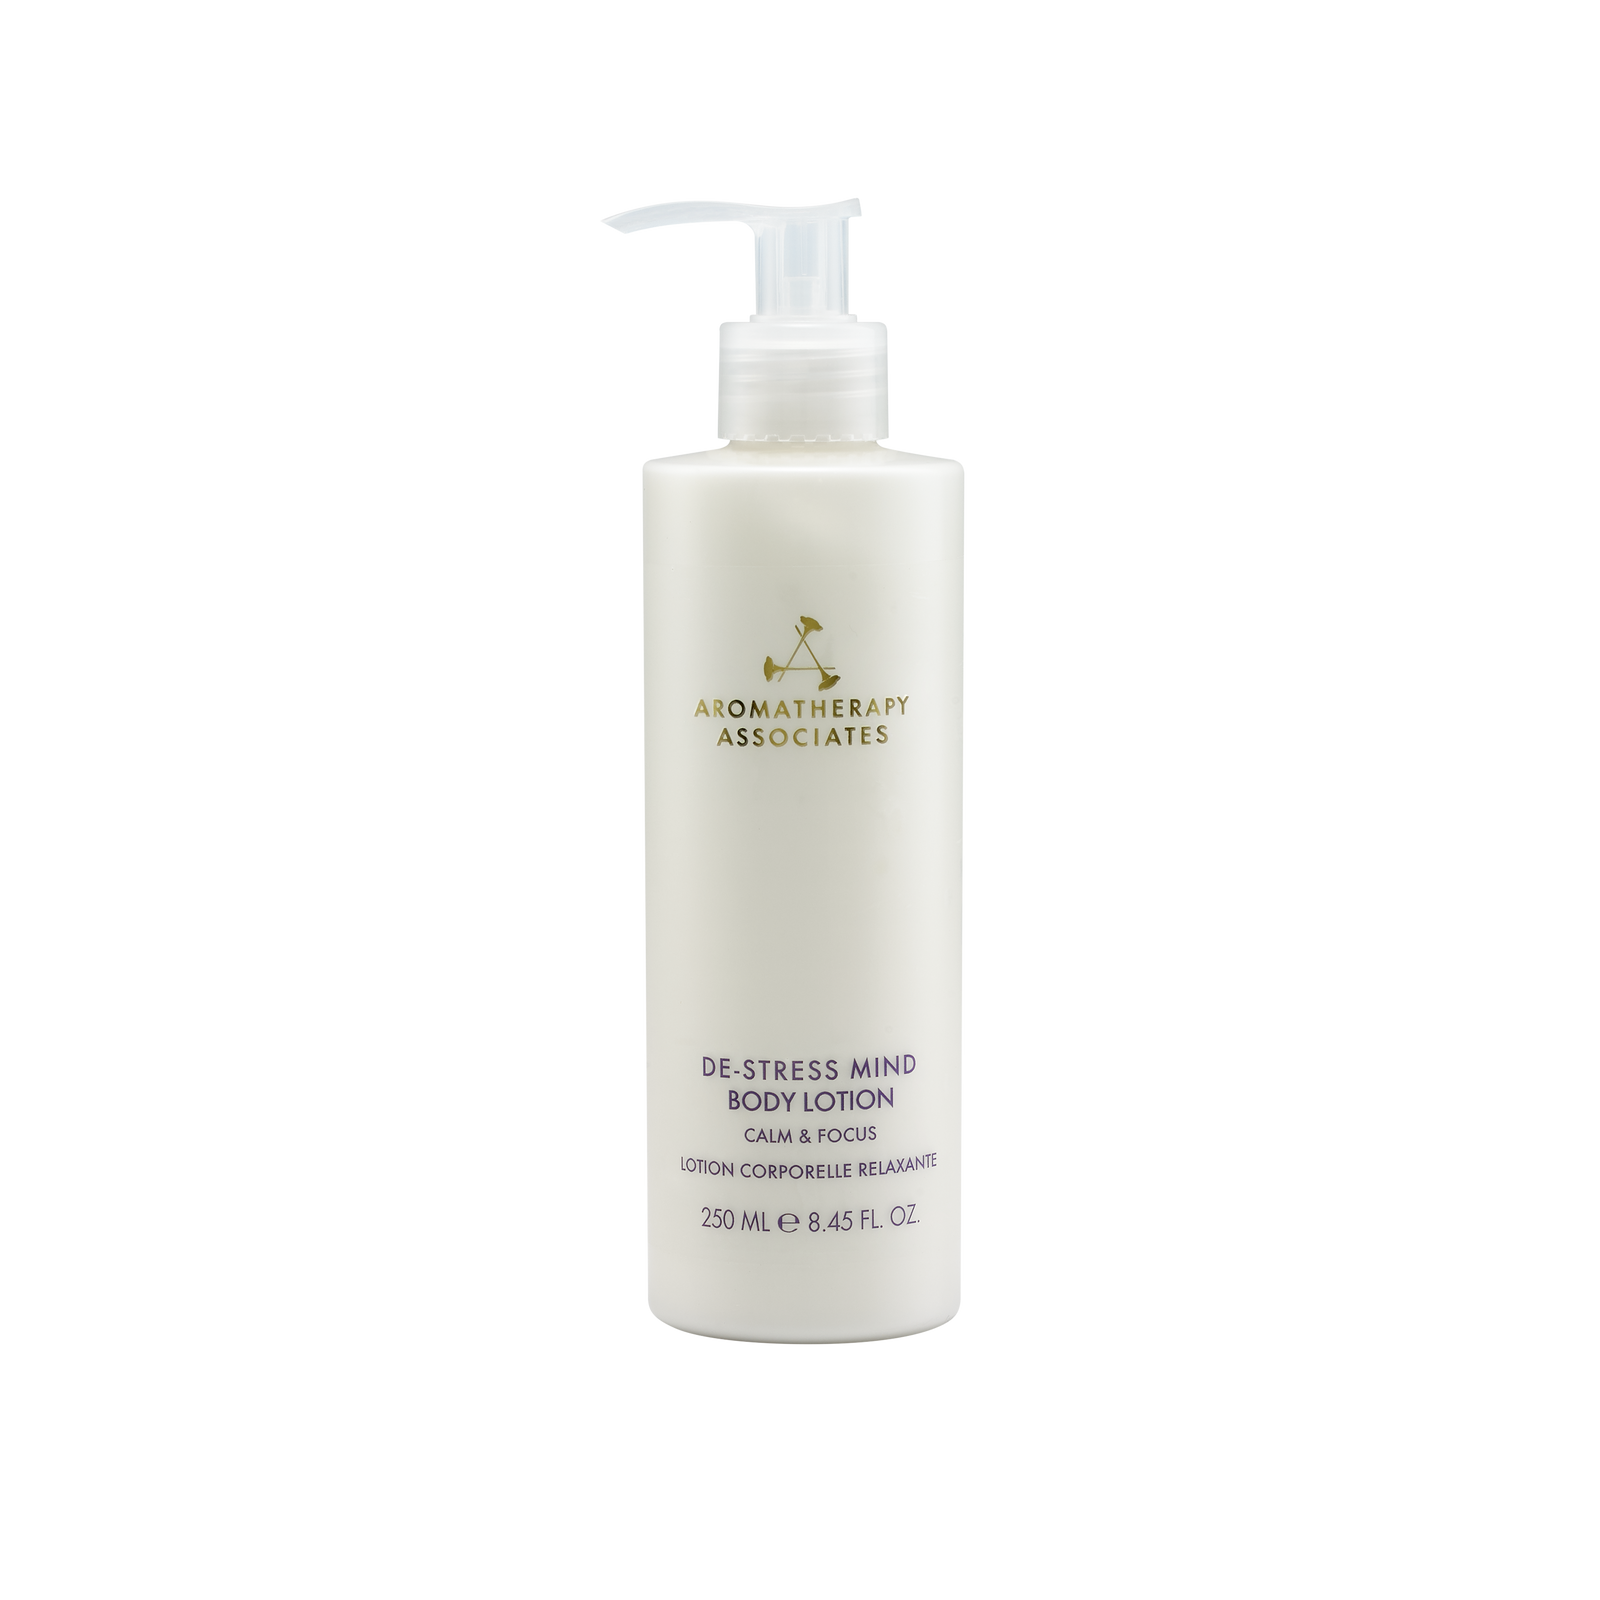 AROMATHERAPY
ASSOCIATES
DE-STRESS MIND
BODY LOTION
CALM & FOCUS
LOTION CORPORELLE RELAXANTE
250 ML ℮ 8.45 FL. OZ.